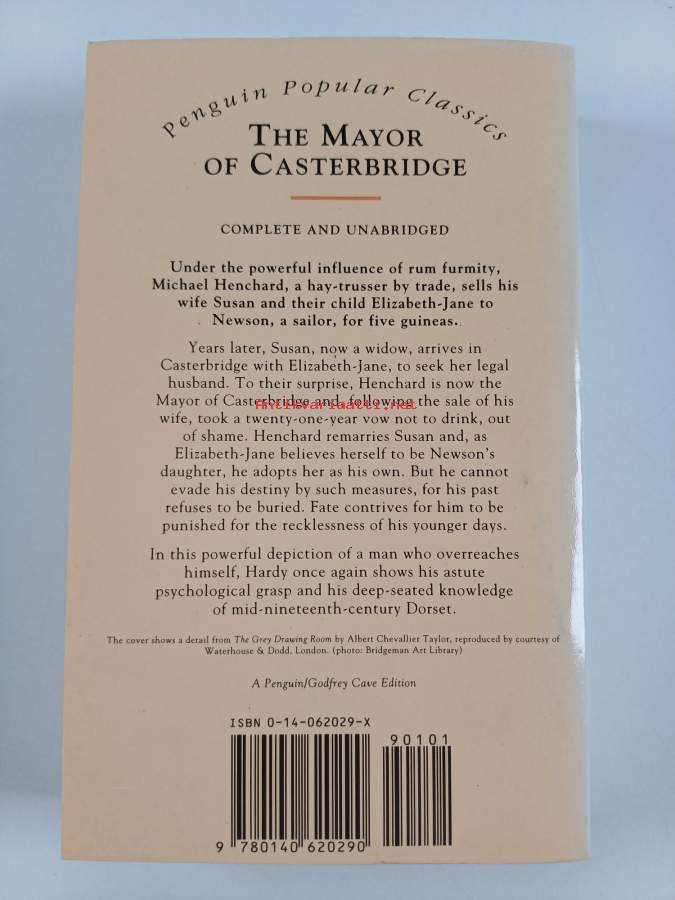 Penguin Popular Classics
THE MAYOR
OF CASTERBRIDGE
COMPLETE AND UNABRIDGED
Under the powerful influence of rum furmity,
Michael Henchard, a hay-trusser by trade, sells his
wife Susan and their child Elizabeth-Jane to
Newson, a sailor, for five guineas.
Years later, Susan, now a widow, arrives in
Casterbridge with Elizabeth-Jane, to seek her legal
husband. To their surprise, Henchard is now the
Mayor of Casterbridge and, following the sale of his
Antikvariaatti.net
wife, took a twenty-one-year vow not to drink, out
of shame. Henchard remarries Susan and, as
Elizabeth-Jane believes herself to be Newson's
daughter, he adopts her as his own. But he cannot
evade his destiny by such measures, for his past
refuses to be buried. Fate contrives for him to be
punished for the recklessness of his younger days.
In this powerful depiction of a man who overreaches
himself, Hardy once again shows his astute
psychological grasp and his deep-seated knowledge
of mid-nineteenth-century Dorset.
The cover shows a detail from The Grey Drawing Room by Albert Chevallier Taylor, reproduced by courtesy of
Waterhouse & Dodd, London. (photo: Bridgeman Art Library)
A Penguin/Godfrey Cave Edition
ISBN 0-14-062029-X
90101
9 780140 620290